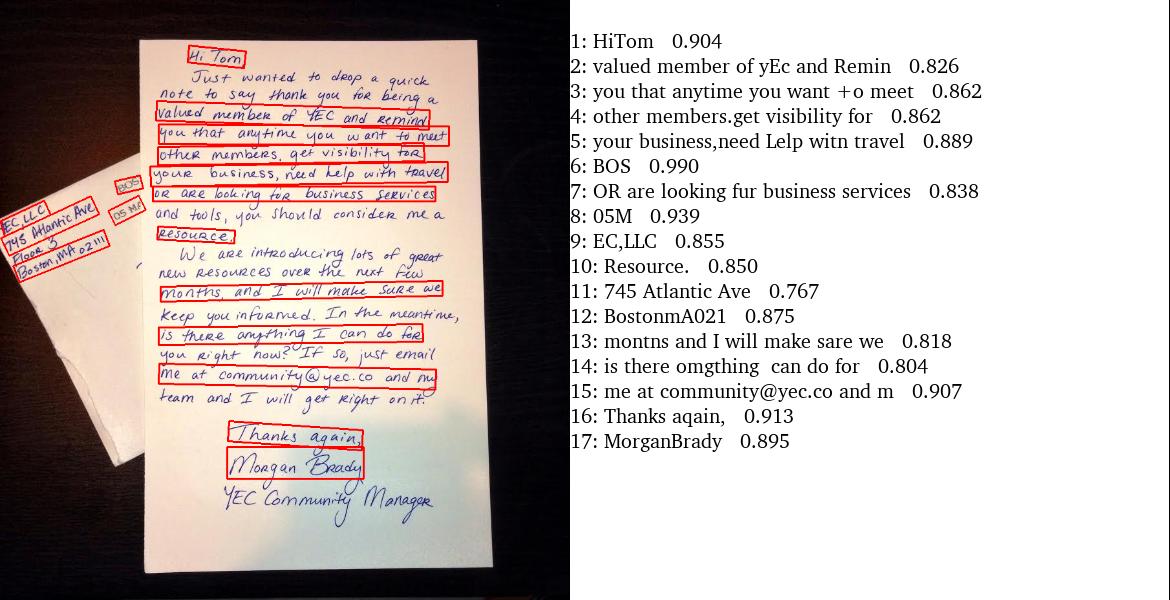 Hi Tom
Just wanted to drop a quick
note to say thank you for being a
valued member of YEC and remind
you that anytime you want to meet
other members, get visibility for
your business, need help with travel
or are looking for business services
and tools, you should consider me a
resource.
We are introducing lots of great
new resources over the next few
months, and I will make sure we
keep you informed. In the meantime,
is there anything I can do for
you right now? If so, just email
me at community@yec.co and my
team and I will get right on it.
Thanks again,
Morgan Brady
YEC Community Manager
BOS
05 MA
EC, LLC
745 Atlantic Ave
Floor 3
Boston, MA 02111
1: HiTom 0.904
2: valued member of yEc and Remin 0.826
3: you that anytime you want +o meet 0.862
4: other members.get visibility for 0.862
5: your business,need Lelp witn travel 0.889
6: BOS 0.990
7: OR are looking fur business services 0.838
8: 05M 0.939
9: EC,LLC 0.855
10: Resource. 0.850
11: 745 Atlantic Ave 0.767
12: BostonmA021 0.875
13: montns and I will make sare we 0.818
14: is there omgthing can do for 0.804
15: me at community@yec.co and m 0.907
16: Thanks aqain, 0.913
17: MorganBrady 0.895